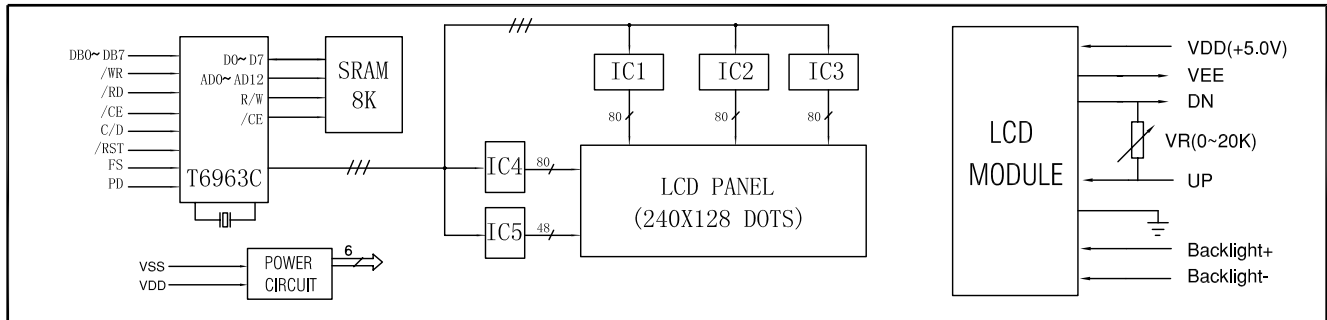 DB0~DB7
/WR
/RD
/CE
C/D
/RST
FS
PD
D0~D7
AD0~AD12
R/W
/CE
T6963C
SRAM
8K
IC1
IC2
IC3
80
80
80
IC4
80
IC5
48
LCD PANEL
(240X128 DOTS)
VSS
VDD
POWER
CIRCUIT
6
LCD
MODULE
VDD(+5.0V)
VEE
DN
VR(0~20K)
UP
Backlight+
Backlight-